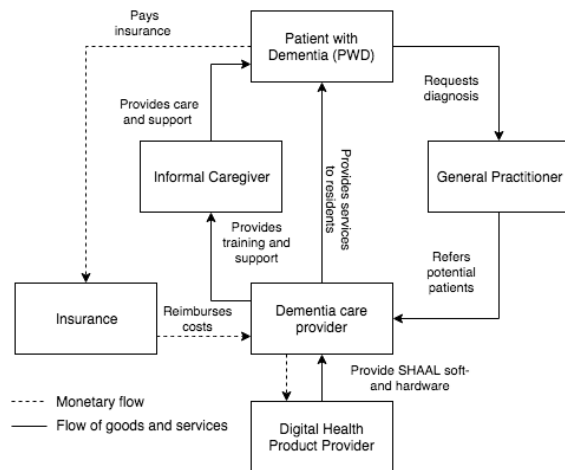 Pays
insurance
Patient with
Dementia (PWD)
Requests
diagnosis
Provides care
and support
Informal Caregiver
Provides services
to residents
General Practitioner
Provides
training and
support
Refers
potential
patients
Insurance
Reimburses
costs
Dementia care
provider
Provide SHAAL soft-
and hardware
Monetary flow
Flow of goods and services
Digital Health
Product Provider